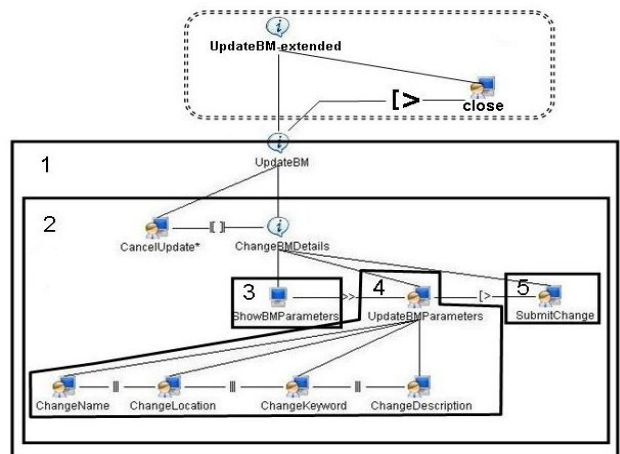 UpdateBM-extended
[>
close
1
UpdateBM
2
CancelUpdate*
[ ]
ChangeBMDetails
3
4
5
ShowBMParameters
>>
UpdateBMParameters
[>
SubmitChange
ChangeName
|||
ChangeLocation
|||
ChangeKeyword
|||
ChangeDescription